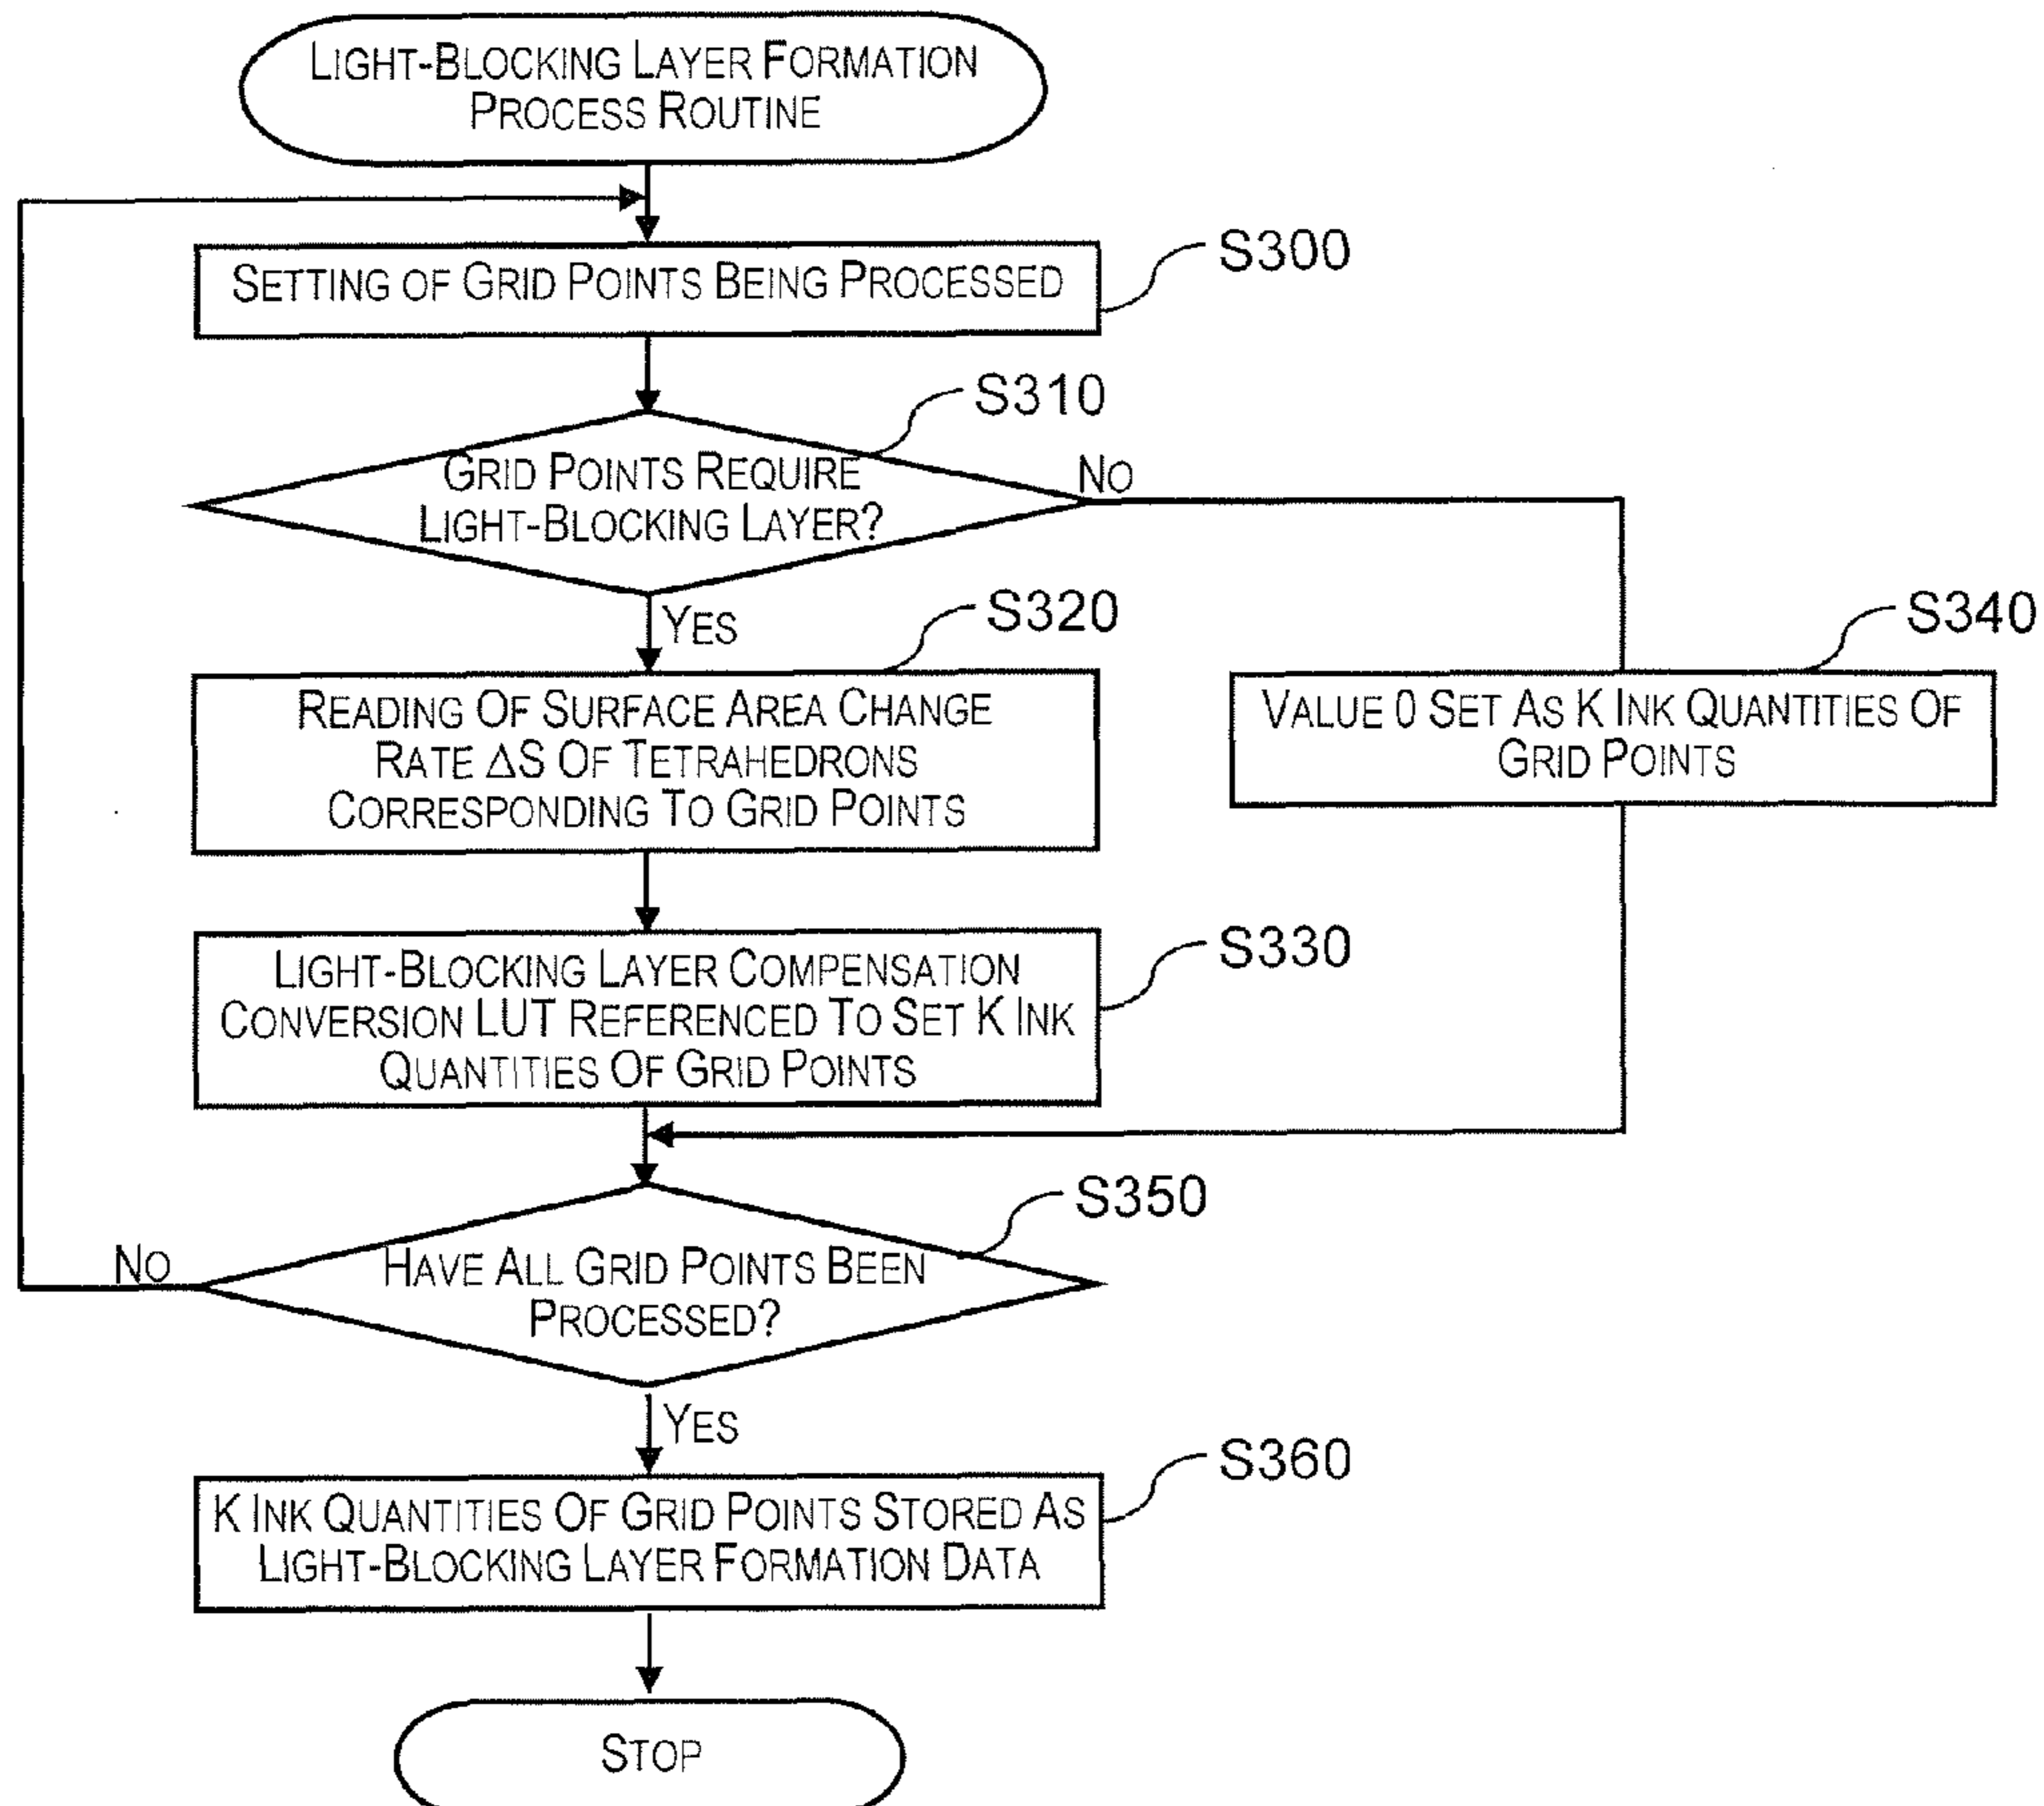 LIGHT-BLOCKING LAYER FORMATION
PROCESS ROUTINE
SETTING OF GRID POINTS BEING PROCESSED
S300
S310
GRID POINTS REQUIRE
LIGHT-BLOCKING LAYER?
NO
YES
S320
READING OF SURFACE AREA CHANGE
RATE ΔS OF TETRAHEDRONS
CORRESPONDING TO GRID POINTS
S340
VALUE 0 SET AS K INK QUANTITIES OF
GRID POINTS
LIGHT-BLOCKING LAYER COMPENSATION
CONVERSION LUT REFERENCED TO SET K INK
QUANTITIES OF GRID POINTS
S330
S350
HAVE ALL GRID POINTS BEEN
PROCESSED?
NO
YES
K INK QUANTITIES OF GRID POINTS STORED AS
LIGHT-BLOCKING LAYER FORMATION DATA
S360
STOP